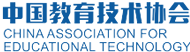 中国教育技术协会
CHINA ASSOCIATION FOR
EDUCATIONAL TECHNOLOGY